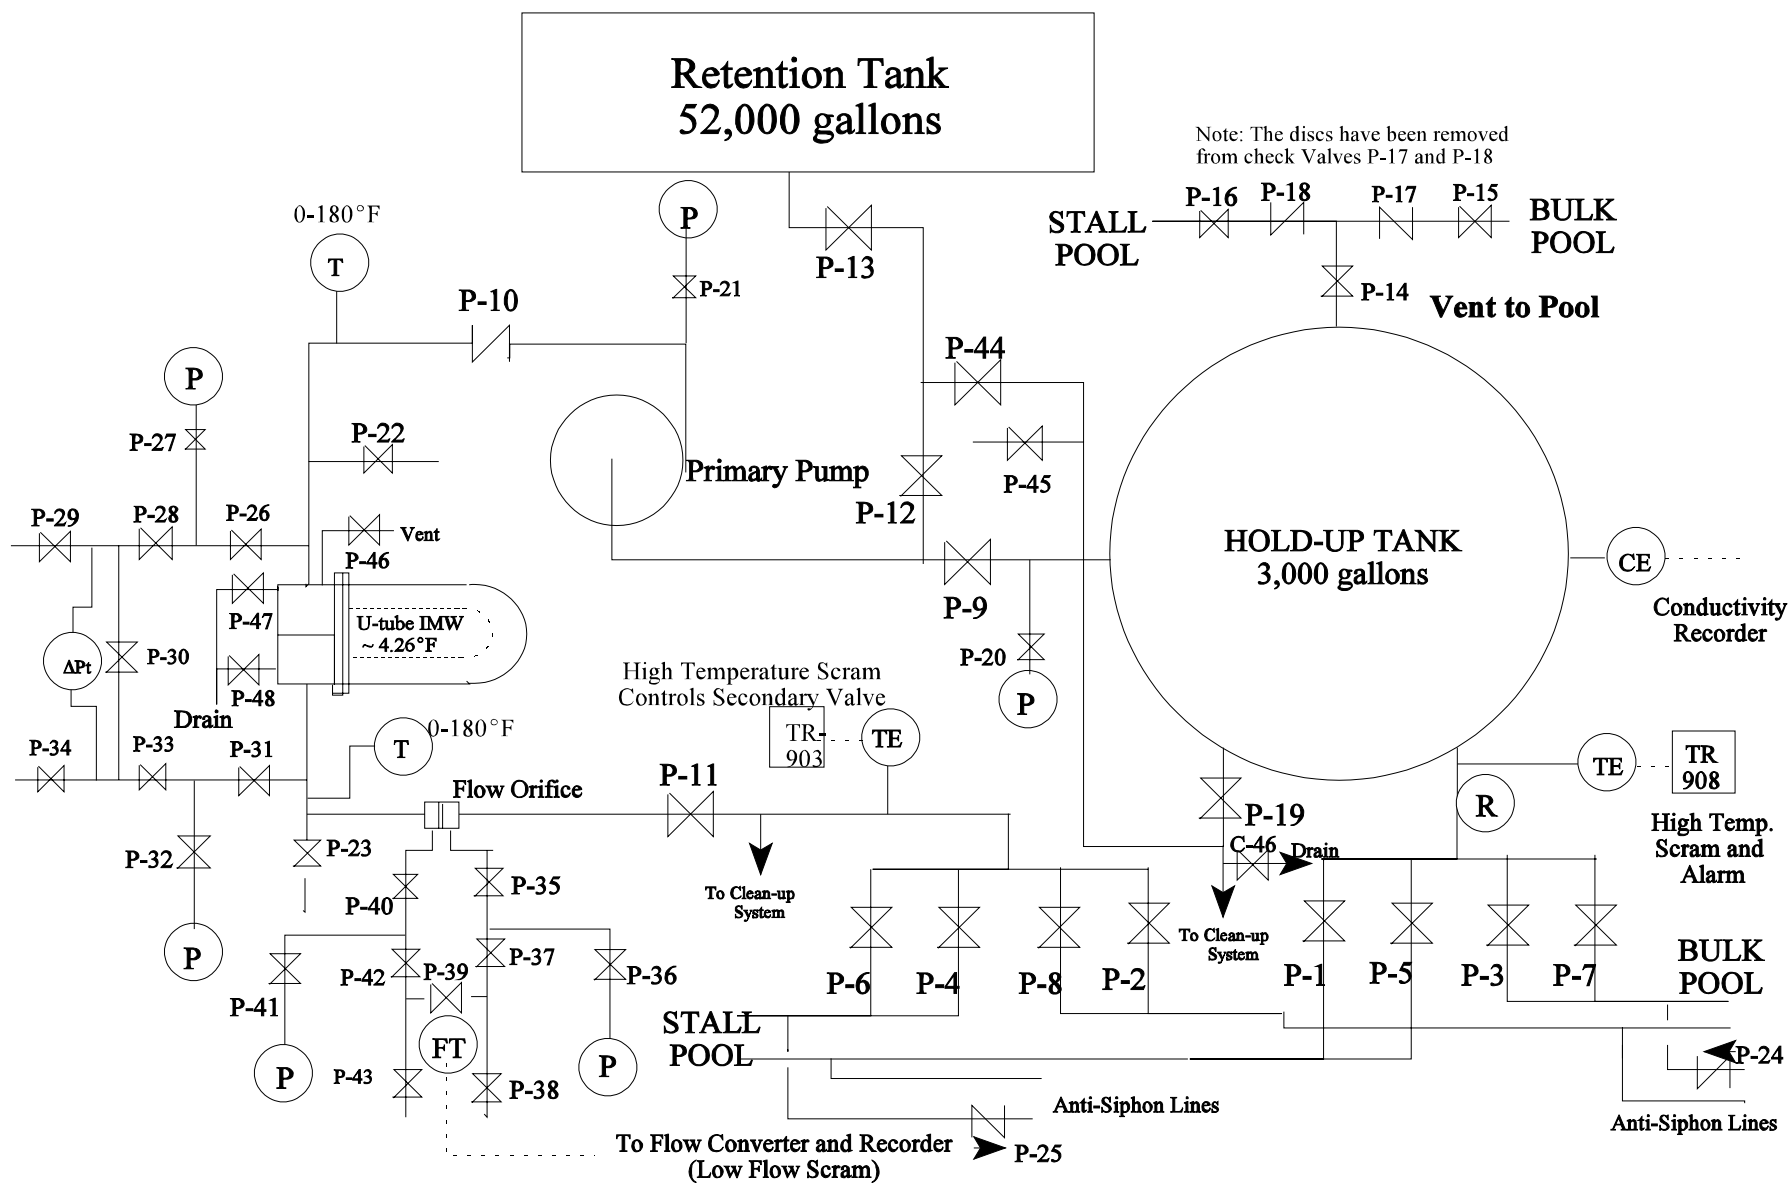 Retention Tank
52,000 gallons
Note: The discs have been removed
from check Valves P-17 and P-18
P-16
P-18
P-17
P-15
STALL
POOL
BULK
POOL
P-14
Vent to Pool
0-180°F
T
P
P-21
P-13
P-10
P
P-27
P-22
P-44
P-45
Primary Pump
P-12
HOLD-UP TANK
3,000 gallons
CE
Conductivity
Recorder
P-29
P-28
P-26
Vent
P-46
P-47
U-tube IMW
~ 4.26°F
P-9
P-20
P
ΔPt
P-30
P-48
Drain
High Temperature Scram
Controls Secondary Valve
TR-
903
TE
P-34
P-33
P-31
T
0-180°F
P-11
Flow Orifice
P-19
C-46
Drain
R
TE
TR
908
High Temp.
Scram and
Alarm
P-32
P-23
P-40
P-35
To Clean-up
System
To Clean-up
System
P
P-41
P-42
P-39
P-37
P-36
P-6
P-4
P-8
P-2
P-1
P-5
P-3
P-7
BULK
POOL
STALL
POOL
P
FT
P
P-43
P-38
P-24
Anti-Siphon Lines
Anti-Siphon Lines
To Flow Converter and Recorder
(Low Flow Scram)
P-25